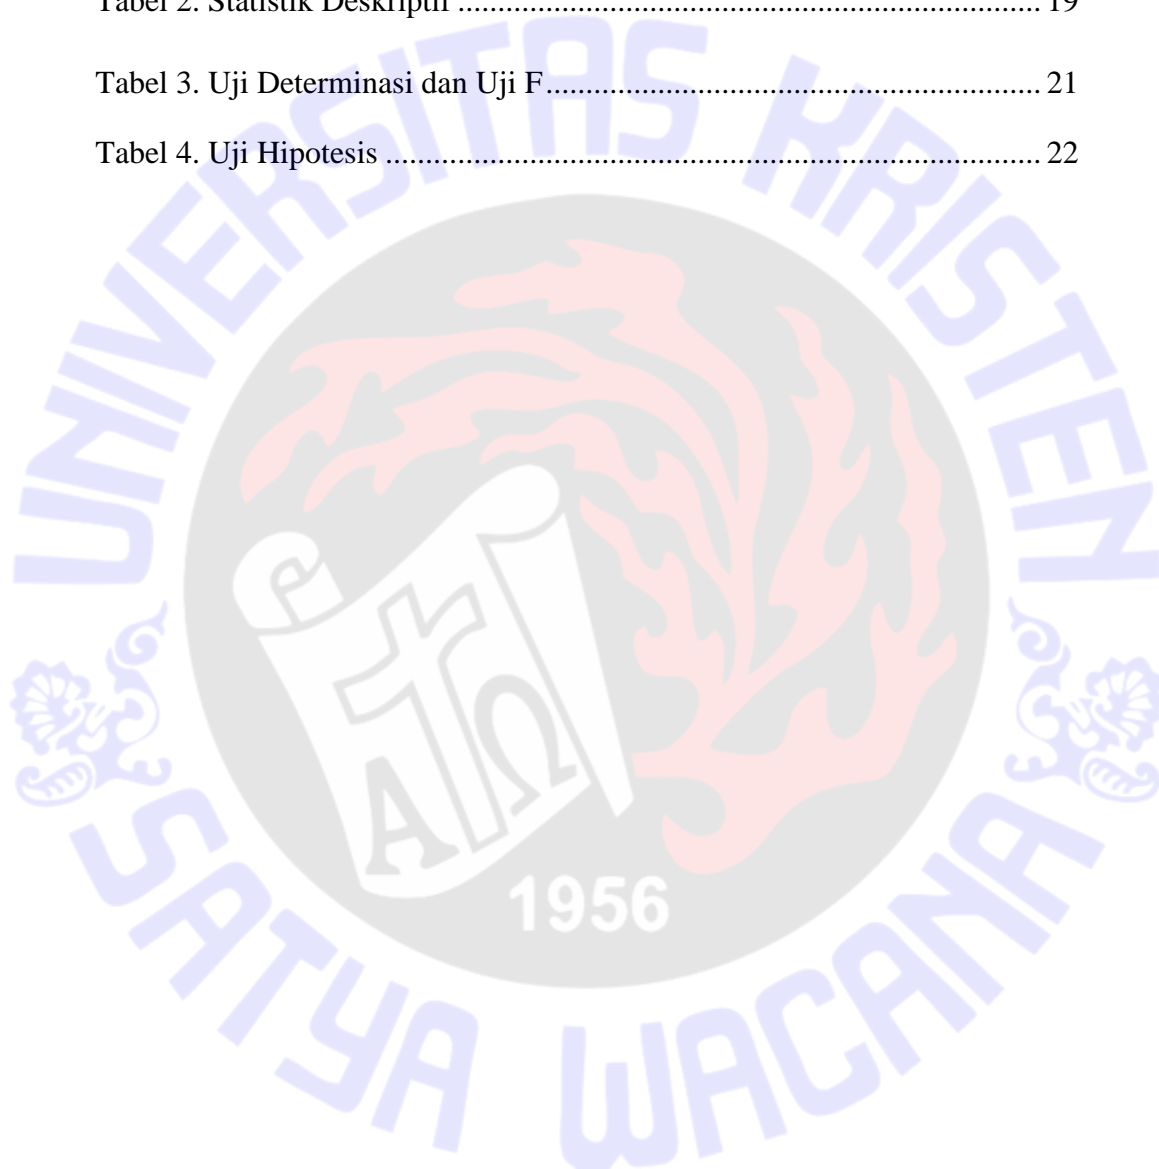 Tabel 2. Statistik Deskriptif .......................................................................... 19
Tabel 3. Uji Determinasi dan Uji F............................................................... 21
Tabel 4. Uji Hipotesis ................................................................................... 22
UNIVERSITAS KRISTEN
ΑΩ
1956
SATYA WACANA